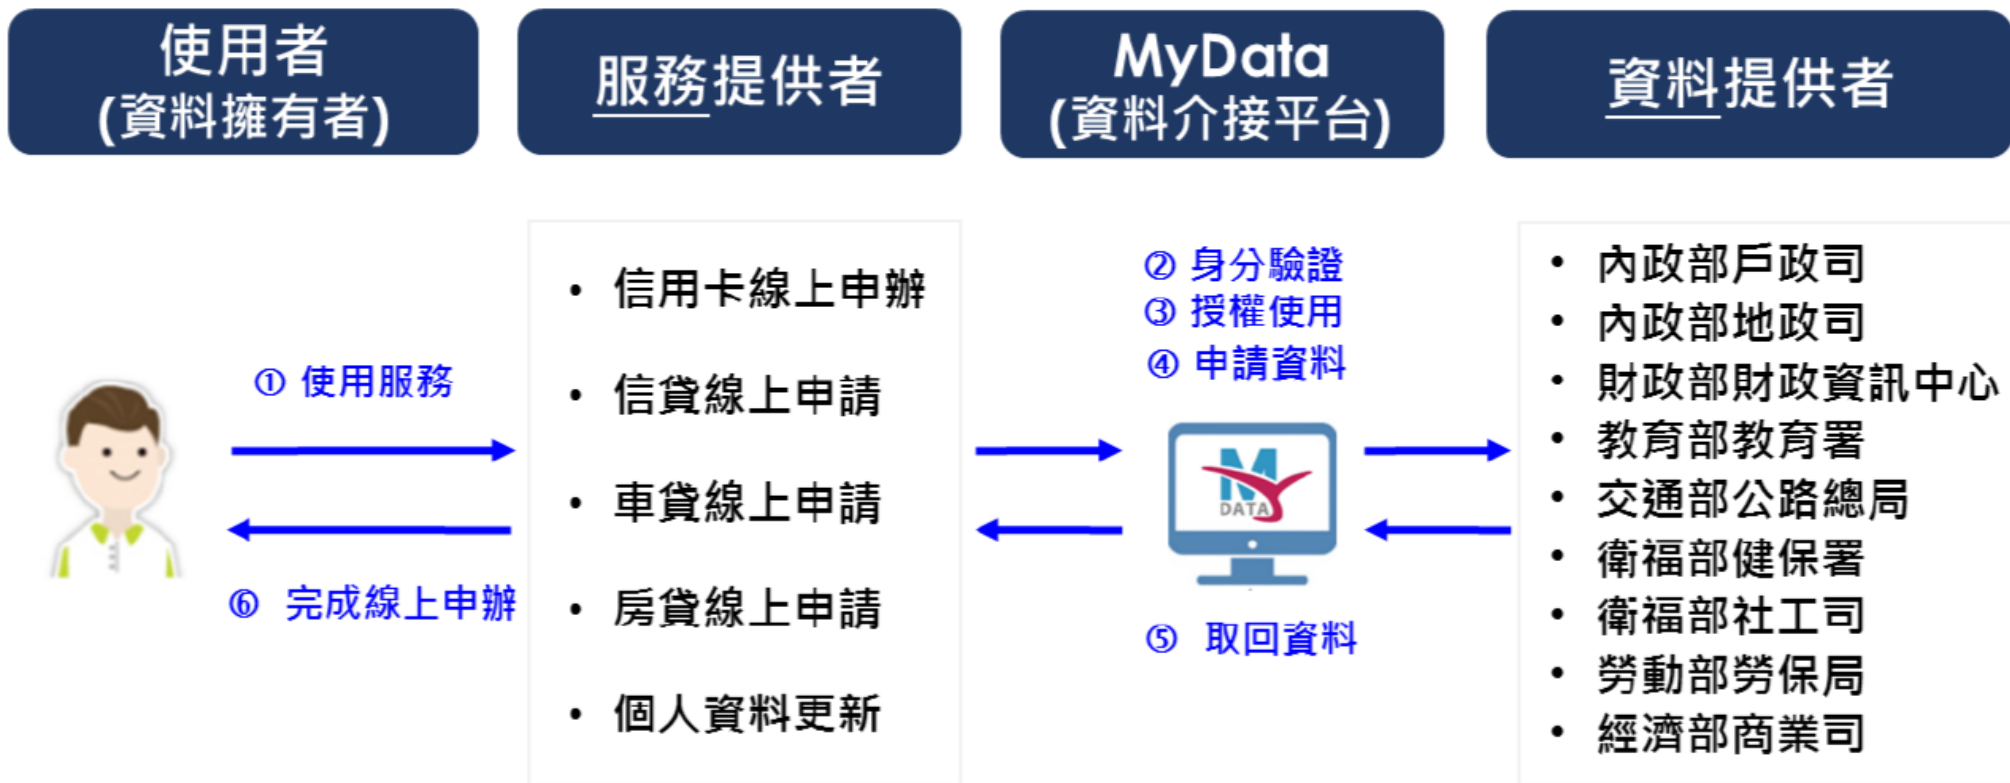 使用者
(資料擁有者)
服務提供者
MyData
(資料介接平台)
資料提供者
① 使用服務
⑥ 完成線上申辦
• 信用卡線上申辦
• 信貸線上申請
• 車貸線上申請
• 房貸線上申請
• 個人資料更新
② 身分驗證
③ 授權使用
④ 申請資料
M
DATA
⑤ 取回資料
• 內政部戶政司
• 內政部地政司
• 財政部財政資訊中心
• 教育部教育署
• 交通部公路總局
• 衛福部健保署
• 衛福部社工司
• 勞動部勞保局
• 經濟部商業司